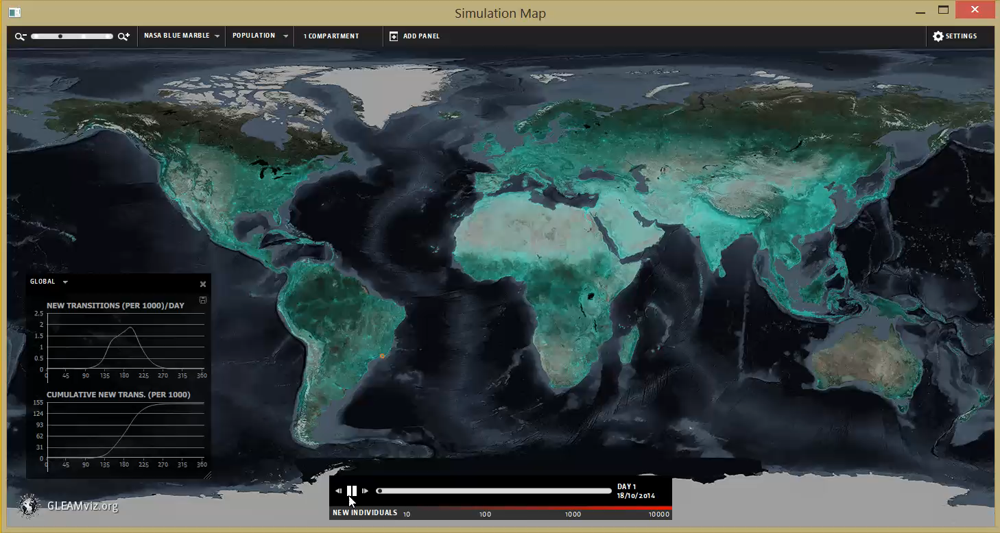 Simulation Map
NASA BLUE MARBLE POPULATION 1 COMPARTMENT ADD PANEL SETTINGS
GLOBAL
NEW TRANSITIONS (PER 1000)/DAY
2.5
2
1.5
1
0.5
0
0 45 90 135 180 225 270 315 360
CUMULATIVE NEW TRANS. (PER 1000)
155
124
93
62
31
0
0 45 90 135 180 225 270 315 360
GLEAMviz.org
DAY 1
18/10/2014
NEW INDIVIDUALS 10 100 1000 10000